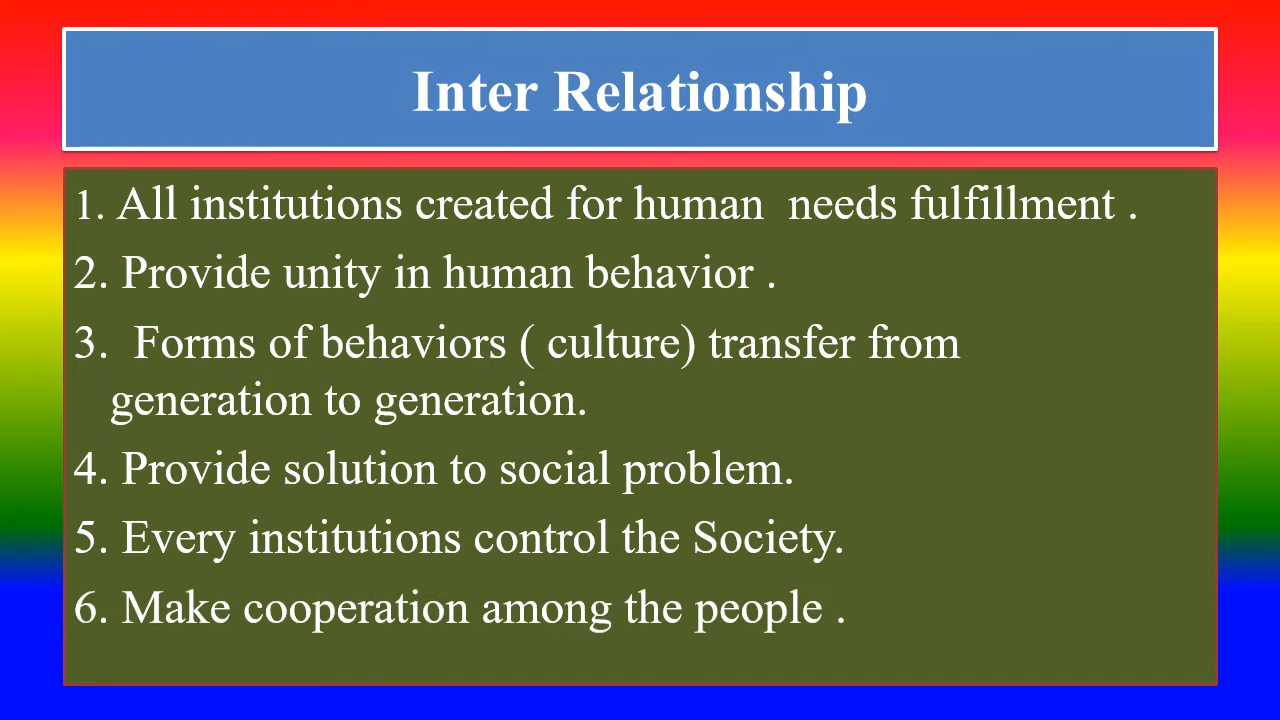 Inter Relationship
1. All institutions created for human  needs fulfillment .
2. Provide unity in human behavior .
3.  Forms of behaviors ( culture) transfer from
generation to generation.
4. Provide solution to social problem.
5. Every institutions control the Society.
6. Make cooperation among the people .